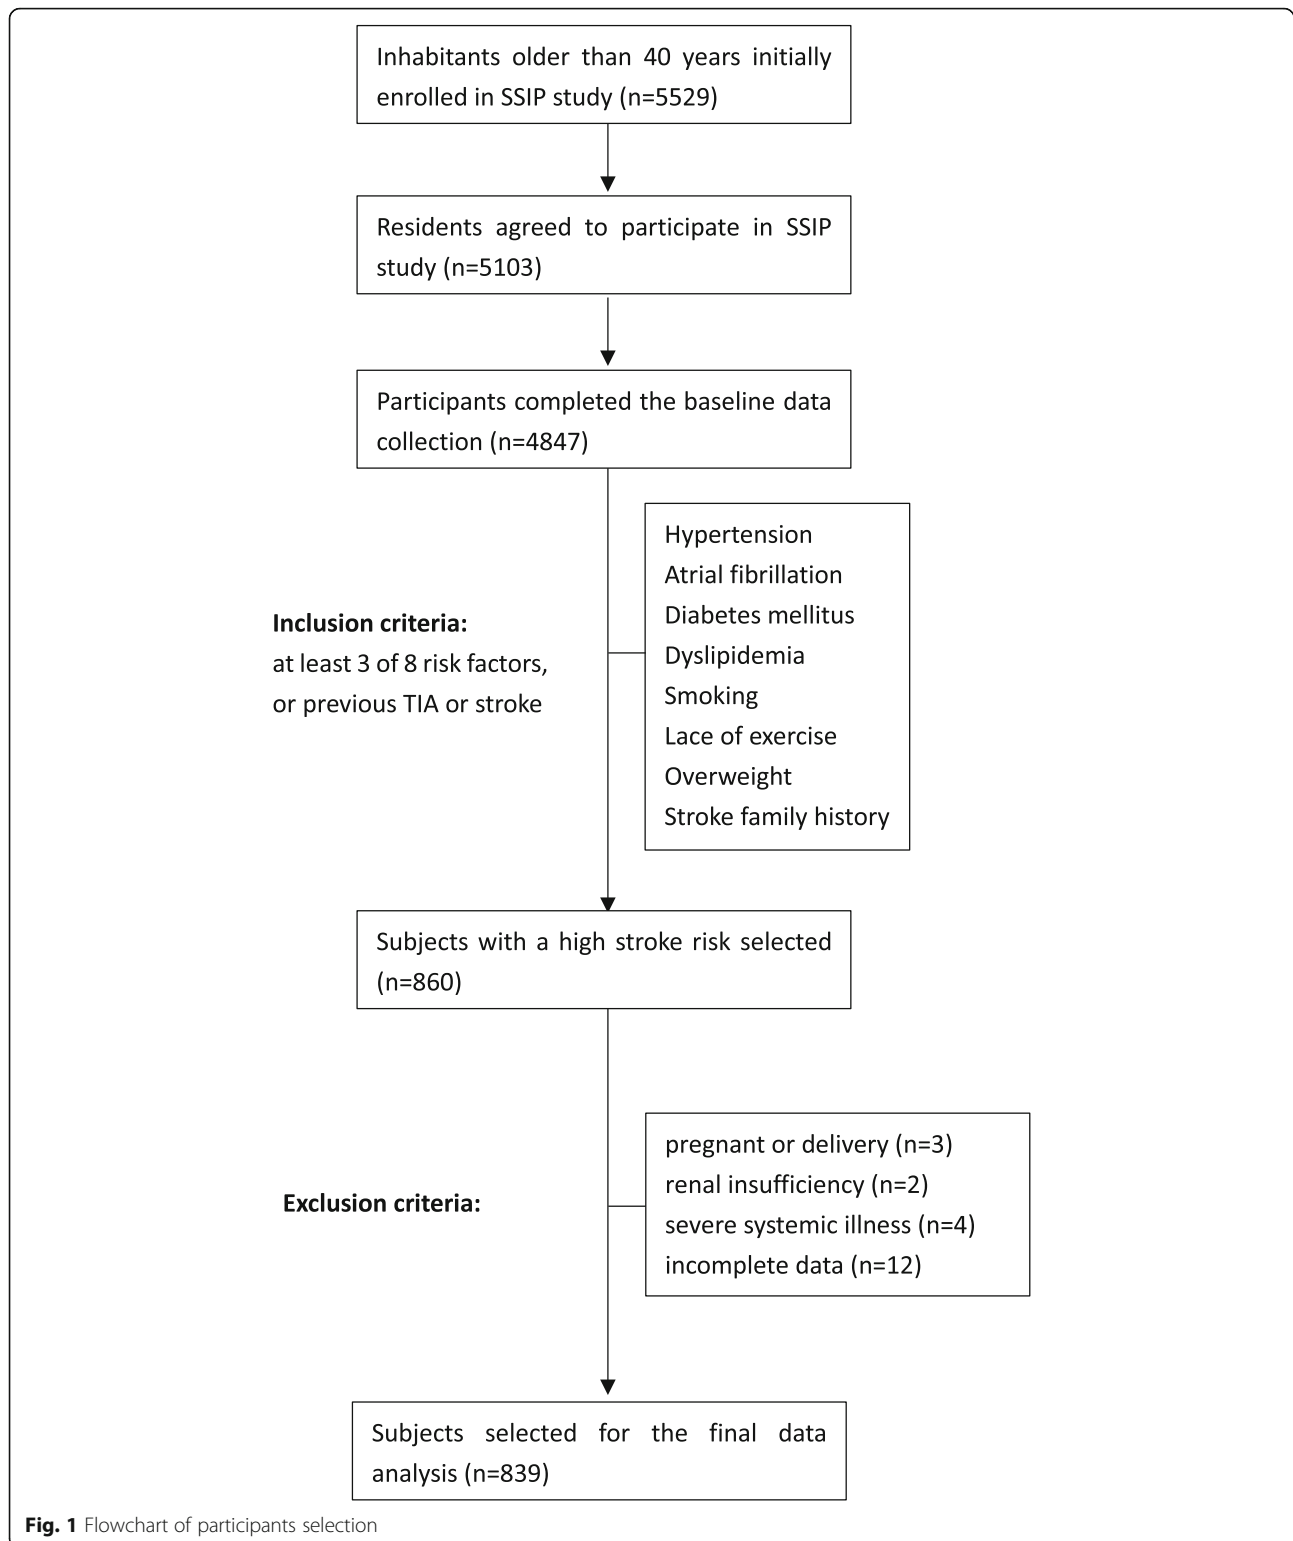 Inhabitants older than 40 years initially
enrolled in SSIP study (n=5529)
Residents agreed to participate in SSIP
study (n=5103)
Participants completed the baseline data
collection (n=4847)
Inclusion criteria:
at least 3 of 8 risk factors,
or previous TIA or stroke
Hypertension
Atrial fibrillation
Diabetes mellitus
Dyslipidemia
Smoking
Lace of exercise
Overweight
Stroke family history
Subjects with a high stroke risk selected
(n=860)
Exclusion criteria:
pregnant or delivery (n=3)
renal insufficiency (n=2)
severe systemic illness (n=4)
incomplete data (n=12)
Subjects selected for the final data
analysis (n=839)
Fig. 1 Flowchart of participants selection